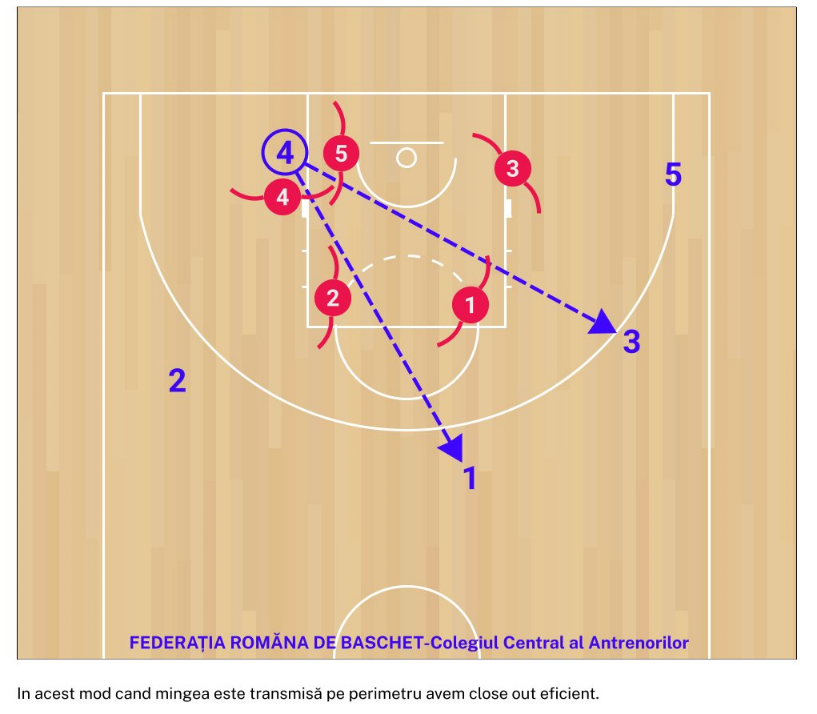 4 5 3 5
4
2 1
3
2
1
FEDERAȚIA ROMĂNA DE BASCHET-Colegiul Central al Antrenorilor
In acest mod cand mingea este transmisă pe perimetru avem close out eficient.